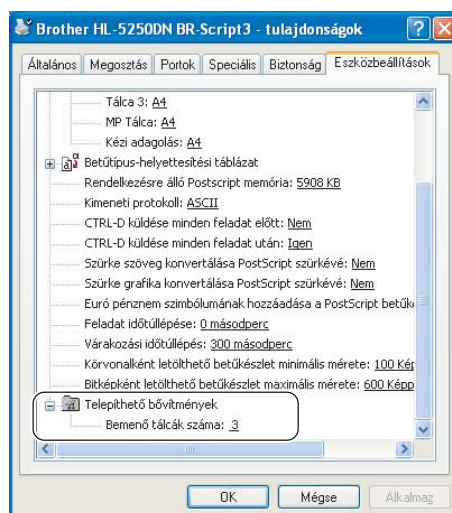 Brother HL-5250DN BR-Script3 - tulajdonságok
Általános Megosztás Portok Speciális Biztonság Eszközbeállítások
Tálca 3: A4
MP Tálca: A4
Kézi adagolás: A4
Betűtípus-helyettesítési táblázat
Rendelkezésre álló Postscript memória: 5908 KB
Kimeneti protokoll: ASCII
CTRL-D küldése minden feladat előtt: Nem
CTRL-D küldése minden feladat után: Igen
Szürke szöveg konvertálása PostScript szürkévé: Nem
Szürke grafika konvertálása PostScript szürkévé: Nem
Euró pénznem szimbólumának hozzáadása a PostScript betűk
Feladat időtúllépése: 0 másodperc
Várakozási időtúllépés: 300 másodperc
Körvonalként letölthető betűkészlet minimális mérete: 100 Kép
Bitképként letölthető betűkészlet maximális mérete: 600 Képp
Telepíthető bővítmények
Bemenő tálcák száma: 3
OK Mégse Alkalmaz